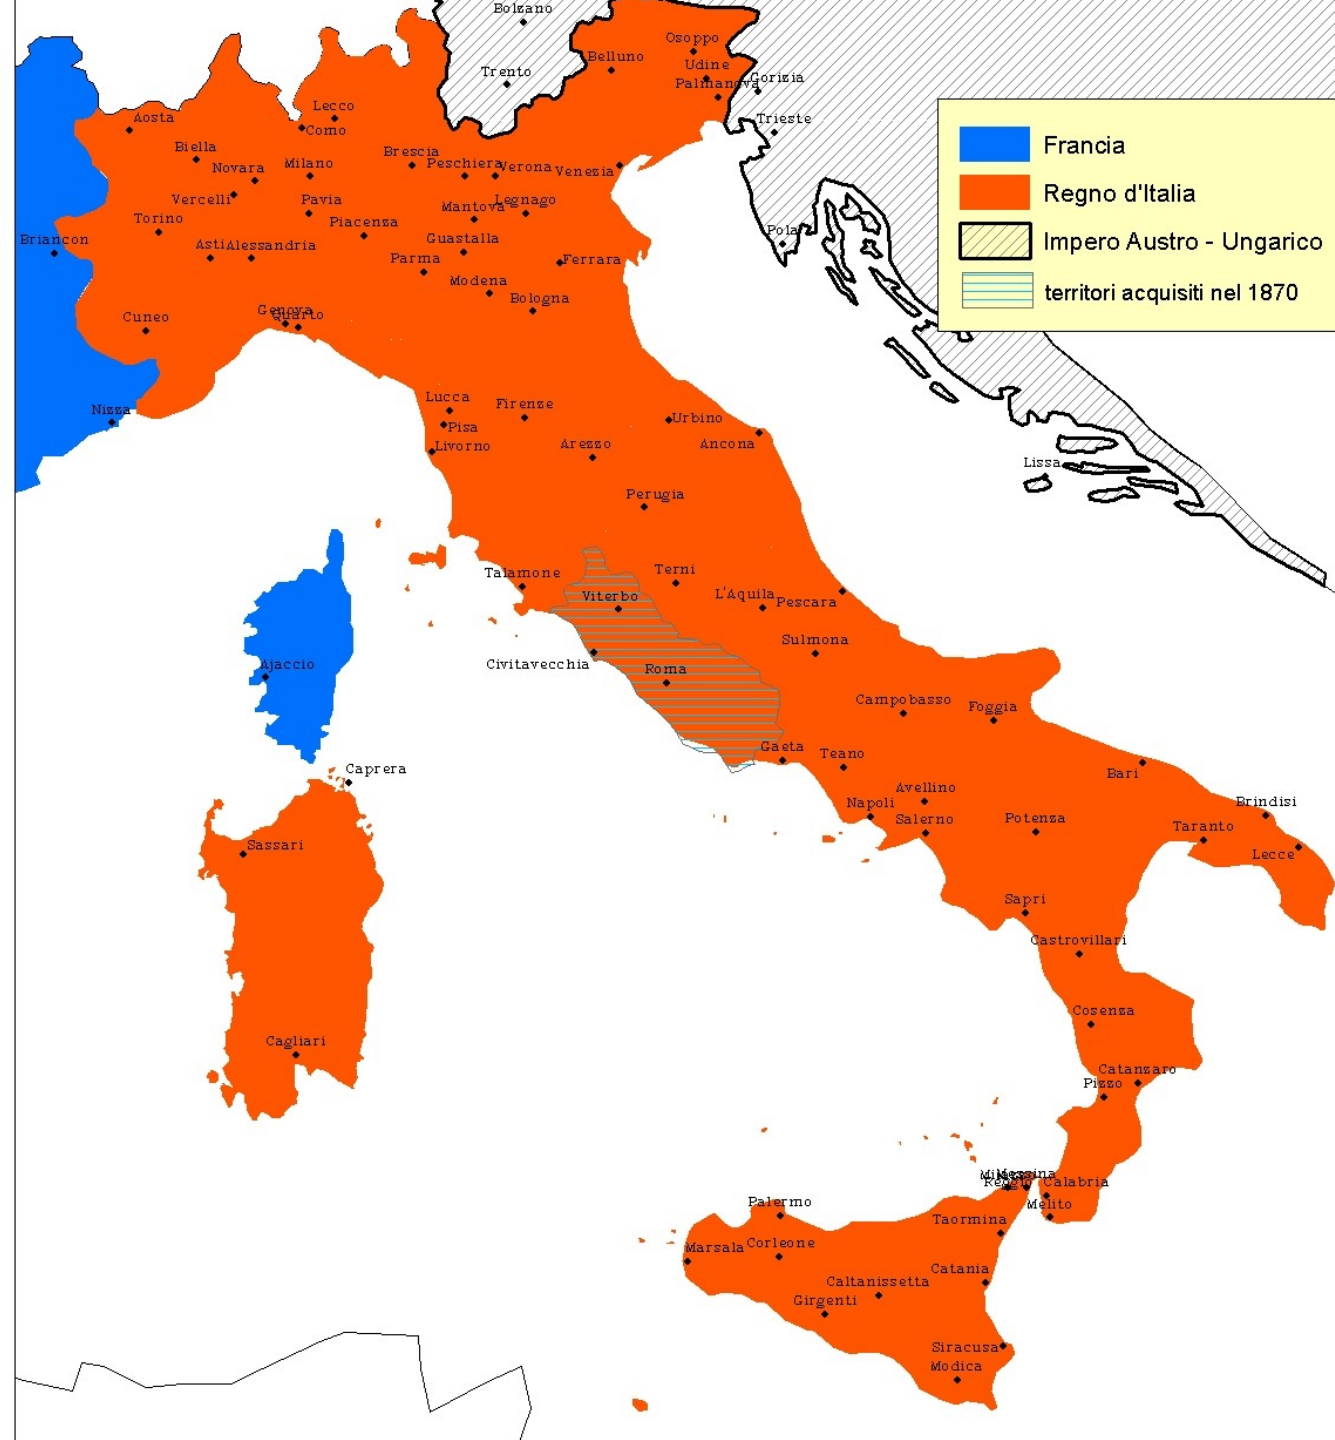 Bolzano
Osoppo
Belluno
Udine
Trento
Gorizia
Palmanova
Lecco
Aosta
Como
Trieste
Biella
Brescia
Milano
Peschiera
Verona
Novara
Venezia
Vercelli
Pavia
Legnago
Mantova
Torino
Piacenza
Pola
Briancon
Asti
Alessandria
Guastalla
Parma
Ferrara
Modena
Bologna
Genova
Quarto
Cuneo
Francia
Regno d'Italia
Impero Austro - Ungarico
territori acquisiti nel 1870
Lucca
Firenze
Nizza
Urbino
Pisa
Livorno
Arezzo
Ancona
Lissa
Perugia
Talamone
Terni
Viterbo
L'Aquila
Pescara
Sulmona
Civitavecchia
Ajaccio
Roma
Campobasso
Foggia
Gaeta
Teano
Caprera
Bari
Avellino
Napoli
Brindisi
Salerno
Potenza
Taranto
Sassari
Lecce
Sapri
Castrovillari
Cosenza
Cagliari
Catanzaro
Pizzo
Messina
Reggio Calabria
Palermo
Melito
Taormina
Marsala
Corleone
Catania
Caltanissetta
Girgenti
Siracusa
Modica